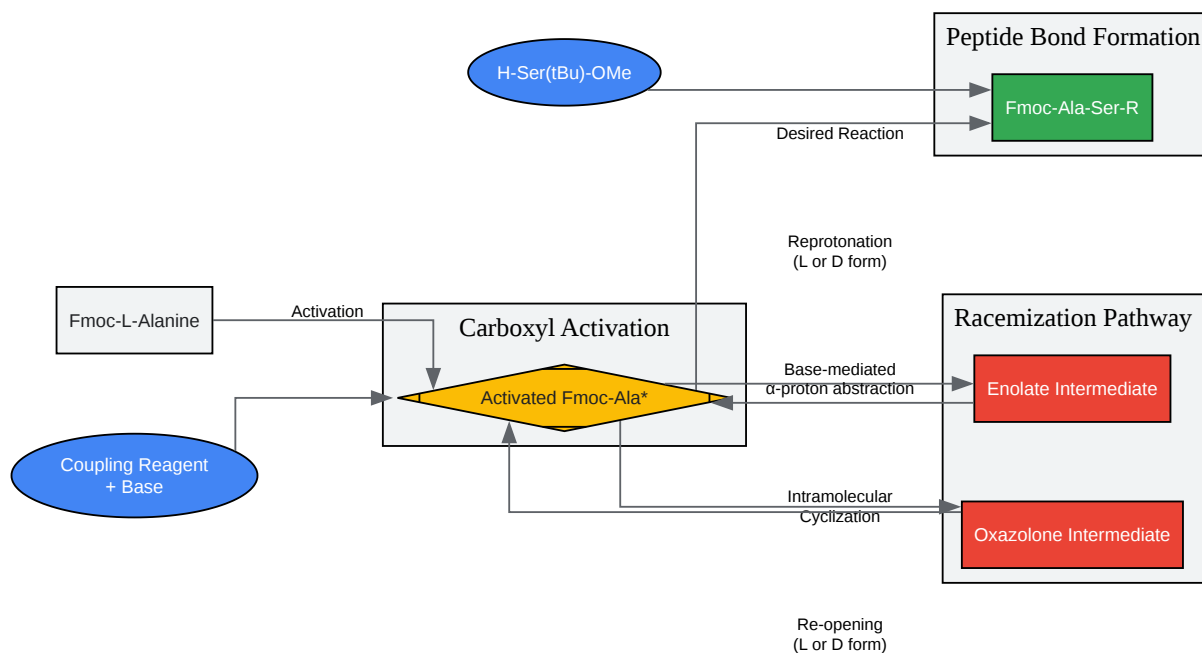 Peptide Bond Formation
H-Ser(tBu)-OMe
Fmoc-Ala-Ser-R
Desired Reaction
Reprotonation
(L or D form)
Fmoc-L-Alanine
Activation
Carboxyl Activation
Racemization Pathway
Activated Fmoc-Ala*
Base-mediated
α-proton abstraction
Enolate Intermediate
Coupling Reagent
+ Base
Intramolecular
Cyclization
Oxazolone Intermediate
Re-opening
(L or D form)